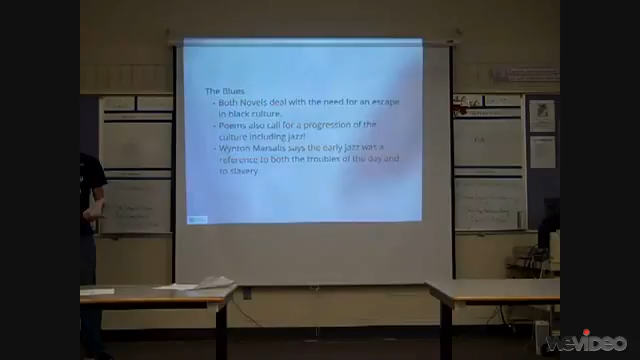 The Blues
- Both Novels deal with the need for an escape
in black culture.
- Poems also call for a progression of the
culture including jazz!
- Wynton Marsalis says the early jazz was a
reference to both the troubles of the day and
to slavery
WEVIDEO